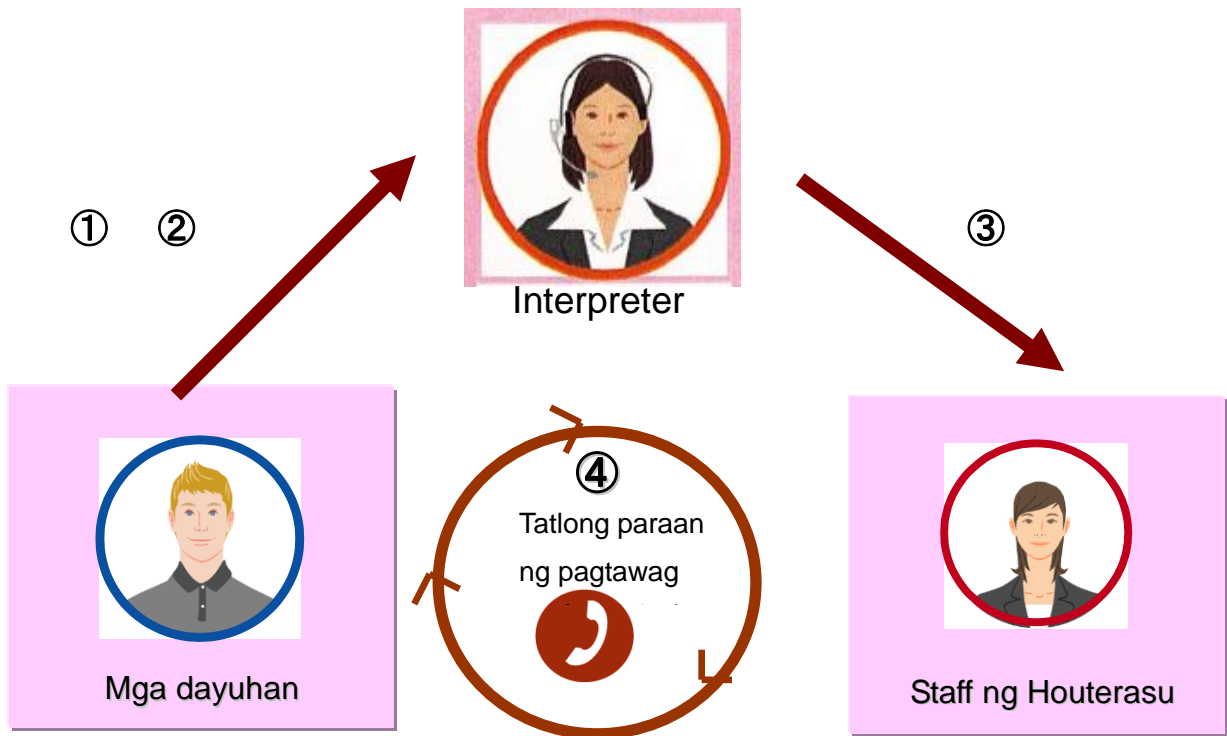 ① ②
③
Interpreter
④
Tatlong paraan
ng pagtawag
Mga dayuhan
Staff ng Houterasu